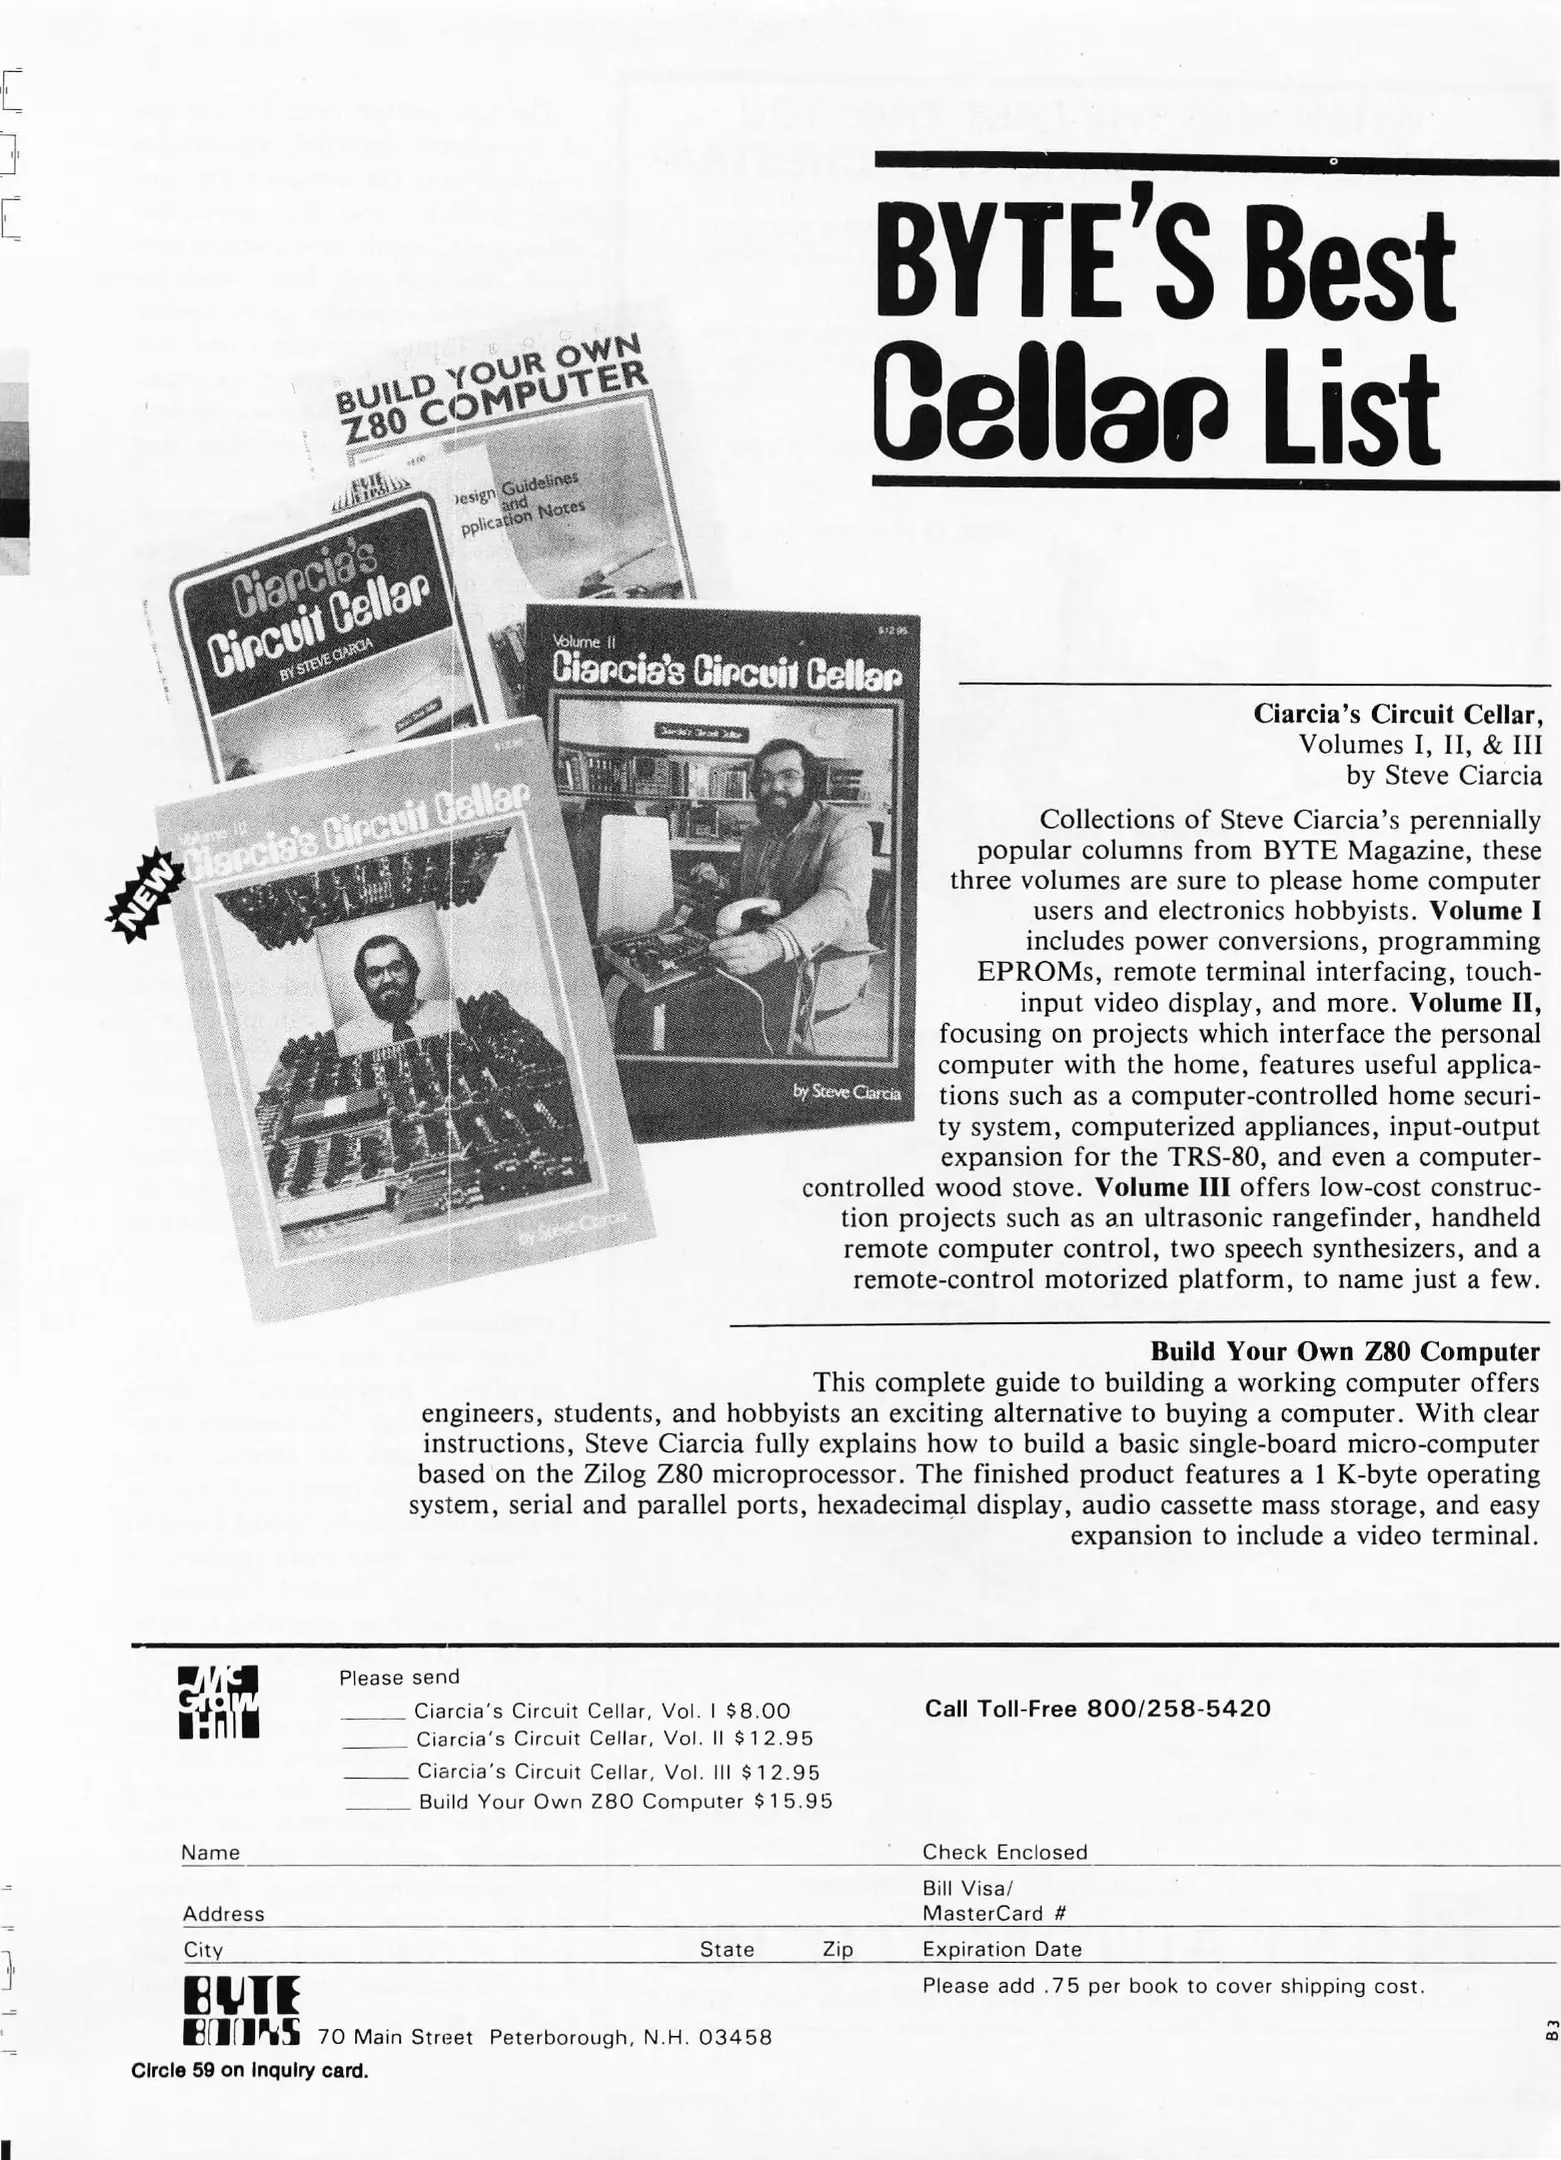 BYTE'S Best
Cellar List
BUILD YOUR OWN
Z80 COMPUTER
esign Guidelines
and
pplication Notes
BYTE
Ciarcia's
Circuit Cellar
BY STEVE CIARCIA
Volume II
$12.95
Ciarcia's Circuit Cellar
Ciarcia's Circuit Cellar
by Steve Ciarcia
$12.95
Volume III
Ciarcia's Circuit Cellar
by Steve Ciarcia
NEW
Ciarcia's Circuit Cellar,
Volumes I, II, & III
by Steve Ciarcia
Collections of Steve Ciarcia's perennially
popular columns from BYTE Magazine, these
three volumes are sure to please home computer
users and electronics hobbyists. Volume I
includes power conversions, programming
EPROMs, remote terminal interfacing, touch-
input video display, and more. Volume II,
focusing on projects which interface the personal
computer with the home, features useful applica-
tions such as a computer-controlled home securi-
ty system, computerized appliances, input-output
expansion for the TRS-80, and even a computer-
controlled wood stove. Volume III offers low-cost construc-
tion projects such as an ultrasonic rangefinder, handheld
remote computer control, two speech synthesizers, and a
remote-control motorized platform, to name just a few.
Build Your Own Z80 Computer
This complete guide to building a working computer offers
engineers, students, and hobbyists an exciting alternative to buying a computer. With clear
instructions, Steve Ciarcia fully explains how to build a basic single-board micro-computer
based on the Zilog Z80 microprocessor. The finished product features a 1 K-byte operating
system, serial and parallel ports, hexadecimal display, audio cassette mass storage, and easy
expansion to include a video terminal.
Mc
Graw
Hill
Please send
Ciarcia's Circuit Cellar, Vol. I $8.00
Ciarcia's Circuit Cellar, Vol. II $12.95
Ciarcia's Circuit Cellar, Vol. III $12.95
Build Your Own Z80 Computer $15.95
Call Toll-Free 800/258-5420
Name
Check Enclosed
Address
Bill Visa/
MasterCard #
City State Zip
Expiration Date
Please add .75 per book to cover shipping cost.
BYTE
BOOKS
70 Main Street Peterborough, N.H. 03458
B3
Circle 59 on inquiry card.